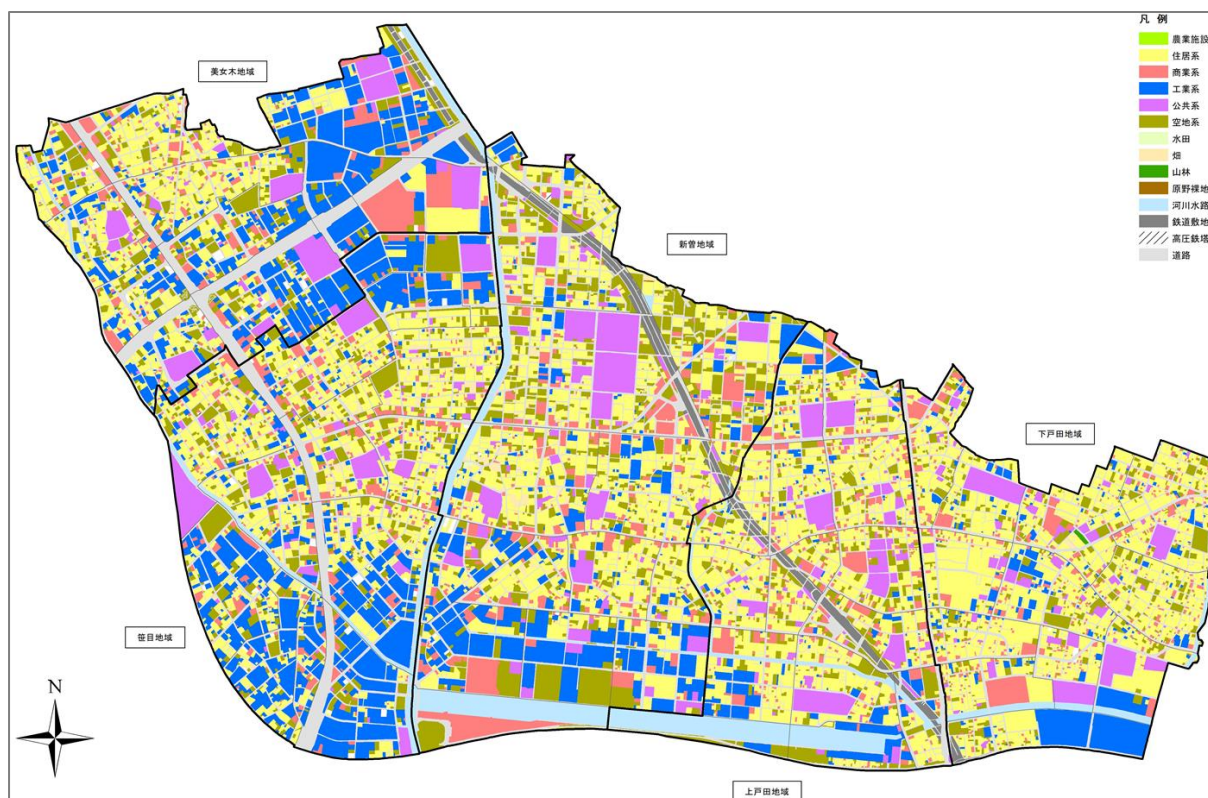 凡 例
農業施設
住居系
商業系
工業系
公共系
空地系
水田
畑
山林
原野裸地
河川水路
鉄道敷地
高圧鉄塔
道路
美女木地域
新曽地域
下戸田地域
笹目地域
N
上戸田地域